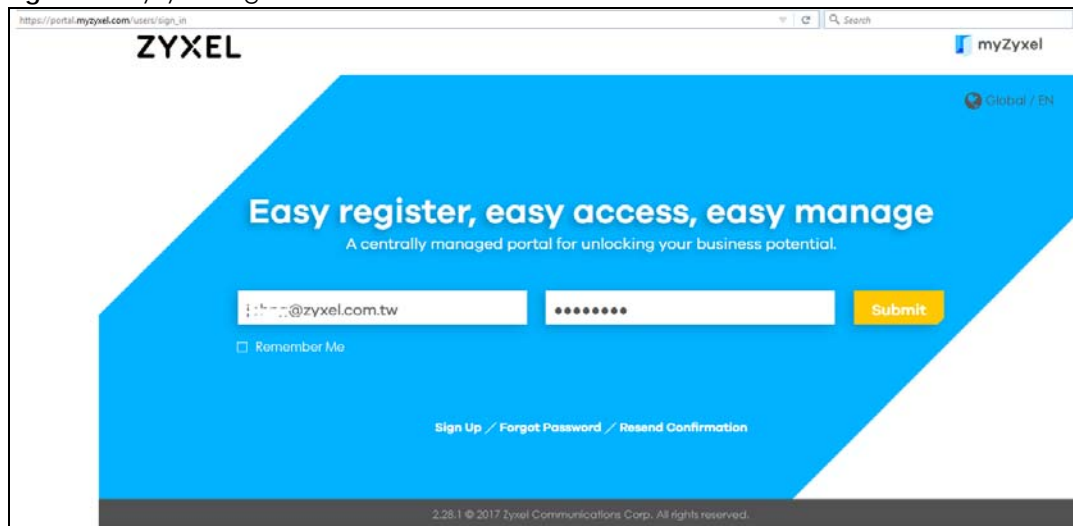 https://portal.myzyxel.com/users/sign_in
Search
ZYXEL
myZyxel
Global / EN
Easy register, easy access, easy manage
A centrally managed portal for unlocking your business potential.
@zyxel.com.tw
Submit
Remember Me
Sign Up / Forgot Password / Resend Confirmation
2.28.1 © 2017 Zyxel Communications Corp. All rights reserved.